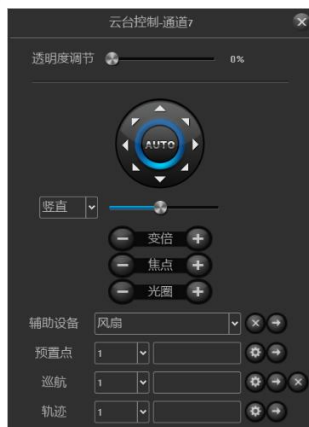 云台控制-通道7
透明度调节 0%
AUTO
竖直
变倍
焦点
光圈
辅助设备 风扇
预置点 1
巡航 1
轨迹 1